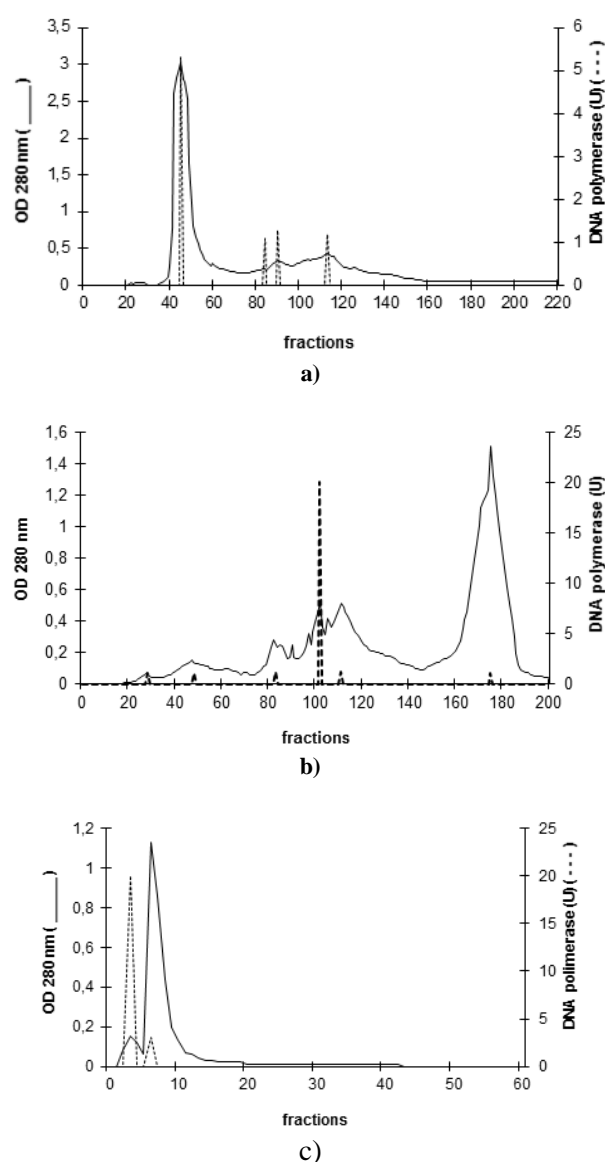 OD 280 nm ( ____ )
3,5
3
2,5
2
1,5
1
0,5
0
6
5
4
3
2
1
0
DNA polymerase (U) ( - - - )
0 20 40 60 80 100 120 140 160 180 200 220
fractions
a)
OD 280 nm
1,6
1,4
1,2
1
0,8
0,6
0,4
0,2
0
25
20
15
10
5
0
DNA polymerase (U)
0 20 40 60 80 100 120 140 160 180 200
fractions
b)
OD 280 nm ( ____ )
1,2
1
0,8
0,6
0,4
0,2
0
25
20
15
10
5
0
DNA polimerase (U) ( - - - )
0 10 20 30 40 50 60
fractions
c)